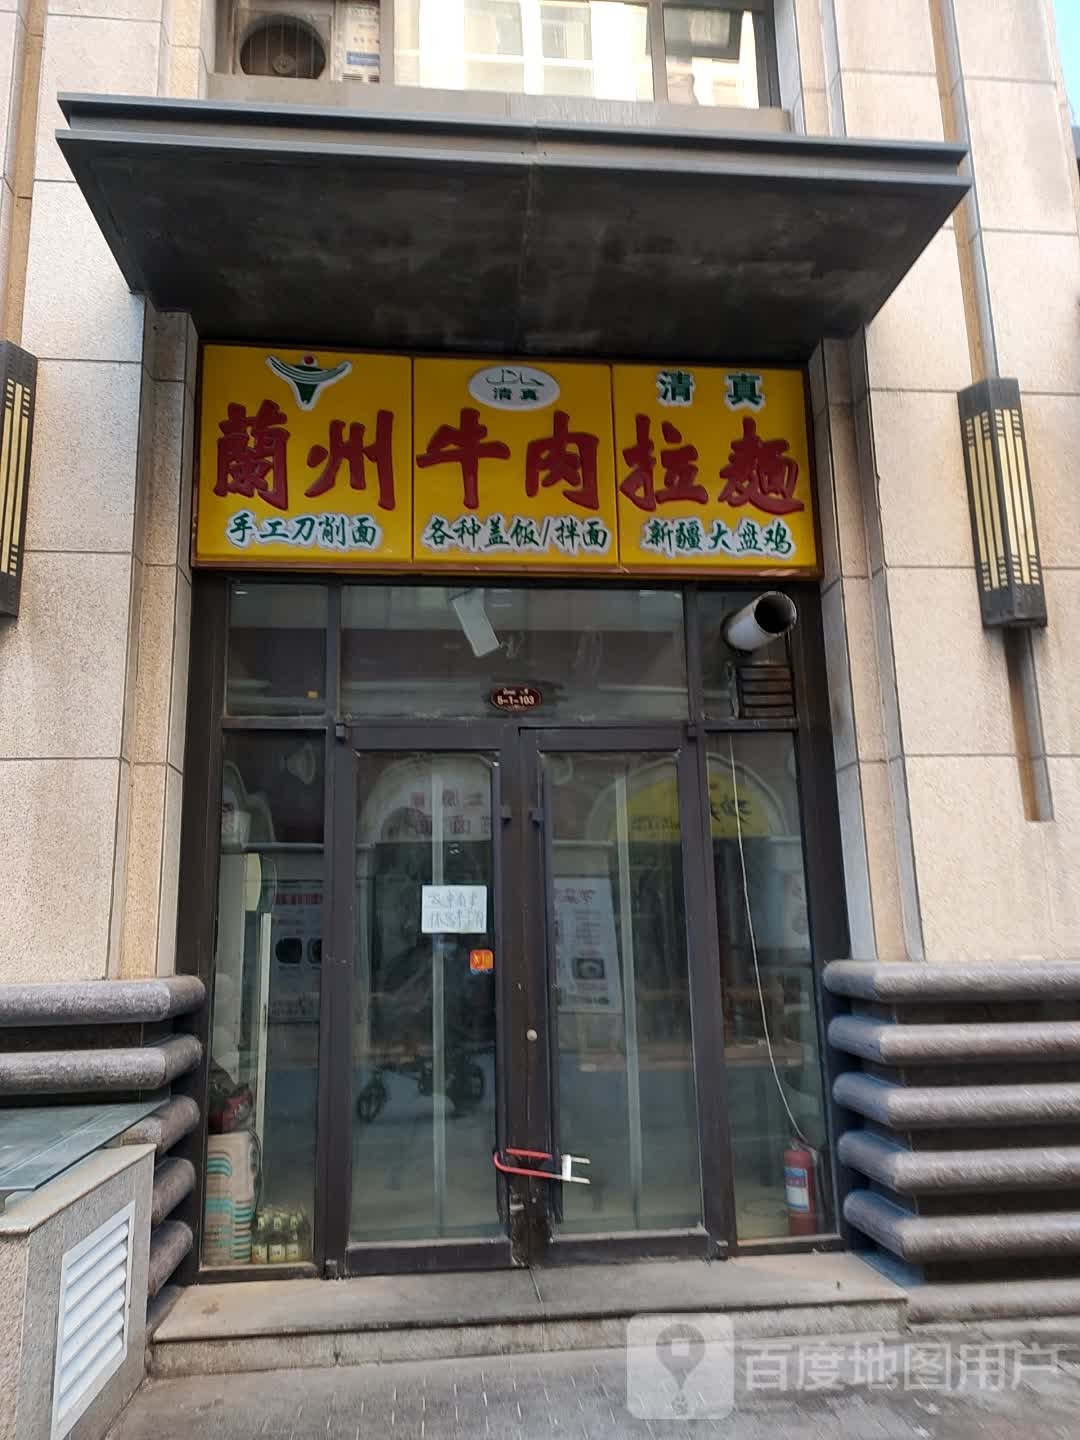 清真
清真
蘭州牛肉拉麵
手工刀削面
各种盖饭/拌面
新疆大盘鸡
5-1-103
百度地图用户